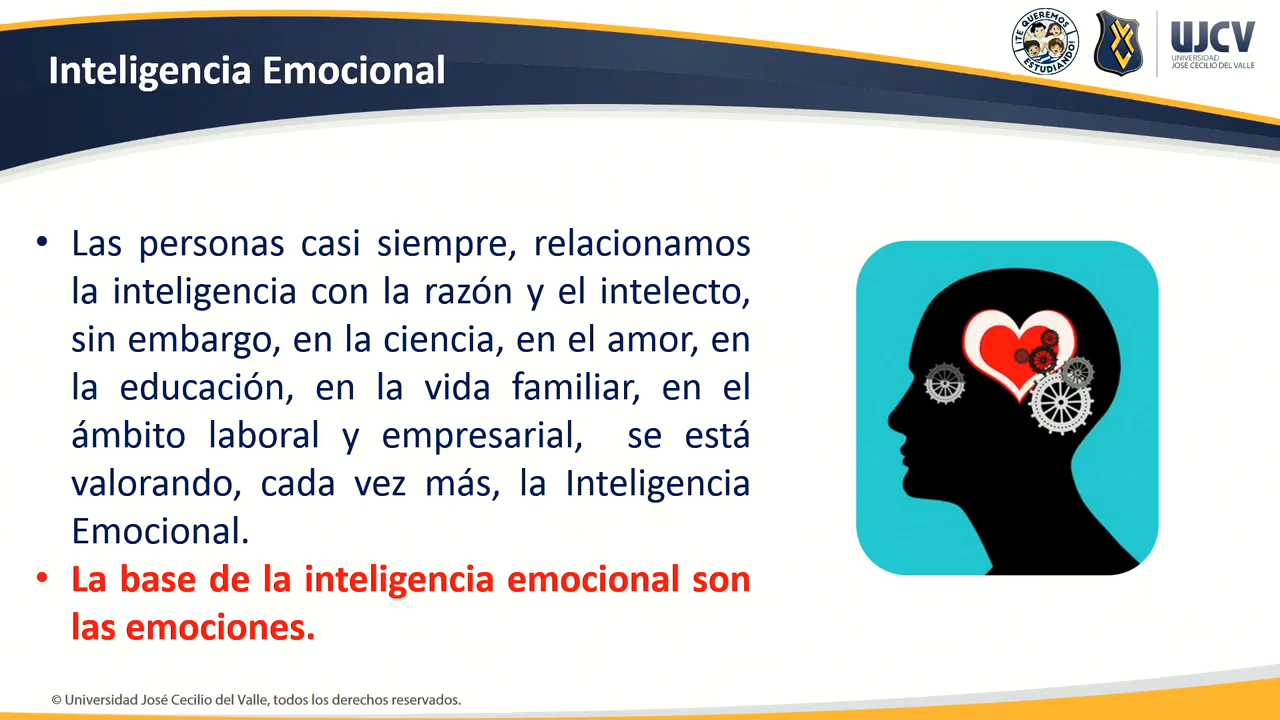 Inteligencia Emocional
¡TE QUEREMOS
ESTUDIANDO!
UJCV
UNIVERSIDAD
JOSÉ CECILIO DEL VALLE
• Las personas casi siempre, relacionamos
la inteligencia con la razón y el intelecto,
sin embargo, en la ciencia, en el amor, en
la educación, en la vida familiar, en el
ámbito laboral y empresarial, se está
valorando, cada vez más, la Inteligencia
Emocional.
• La base de la inteligencia emocional son
las emociones.
© Universidad José Cecilio del Valle, todos los derechos reservados.